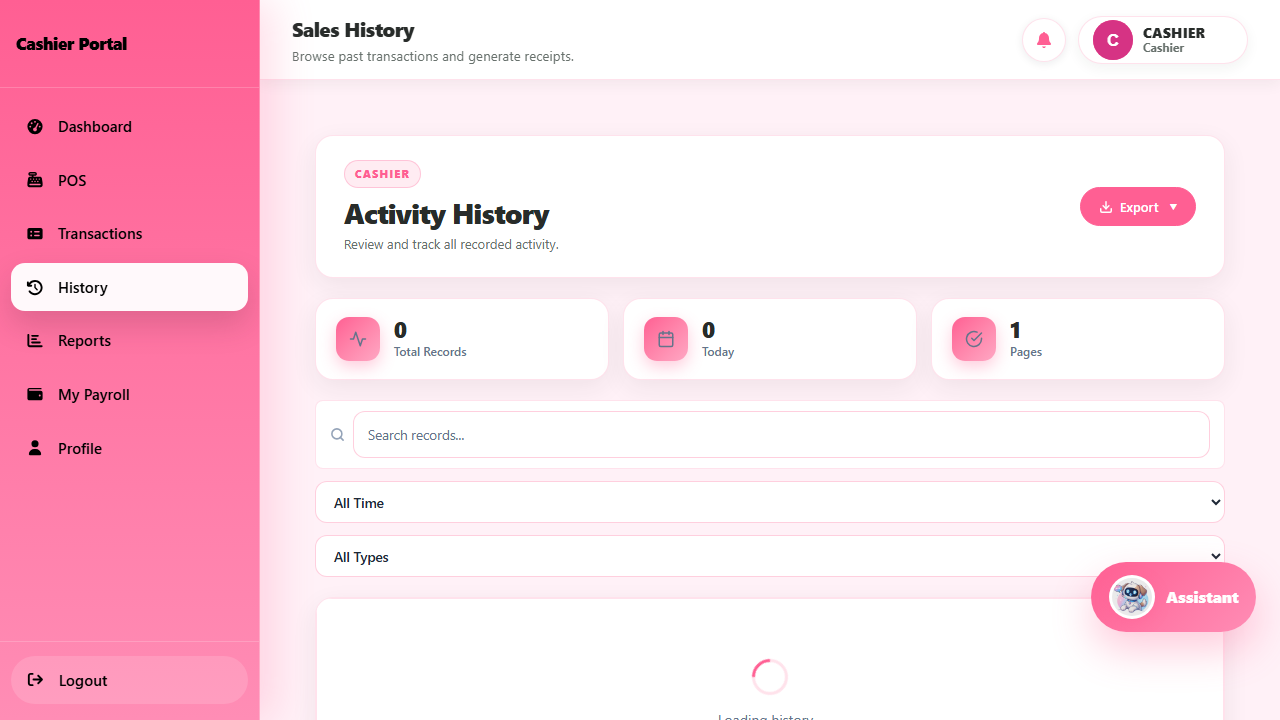 Cashier Portal
Dashboard
POS
Transactions
History
Reports
My Payroll
Profile
Logout
Sales History
Browse past transactions and generate receipts.
C
CASHIER
Cashier
CASHIER
Activity History
Review and track all recorded activity.
Export
0
Total Records
0
Today
1
Pages
Search records...
All Time
All Types
Assistant
Loading history